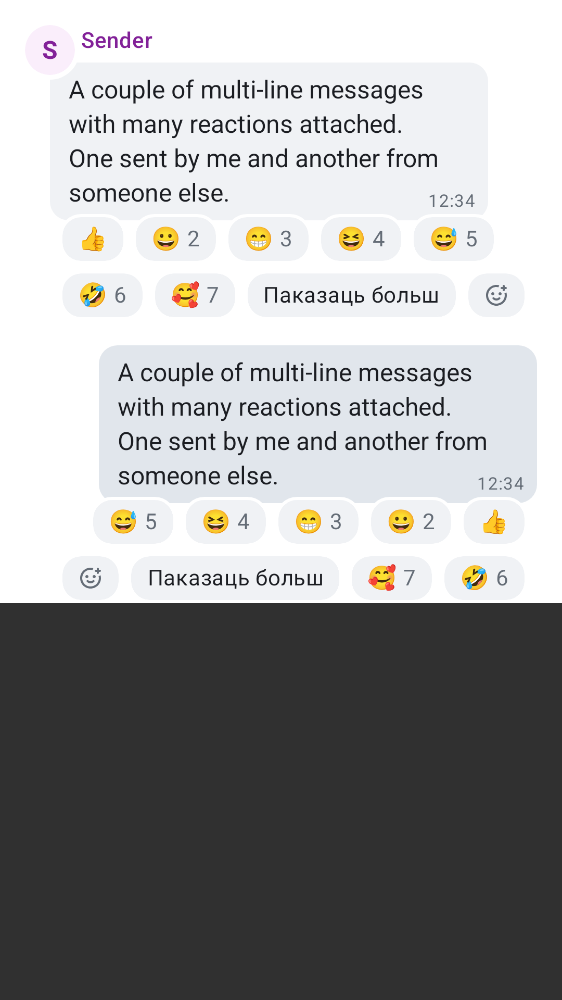 S
Sender
A couple of multi-line messages
with many reactions attached.
One sent by me and another from
someone else.
12:34
👍 😀 2 😁 3 😆 4 😅 5
🤣 6 🥰 7 Паказаць больш
A couple of multi-line messages
with many reactions attached.
One sent by me and another from
someone else.
12:34
😅 5 😆 4 😁 3 😀 2 👍
Паказаць больш 🥰 7 🤣 6